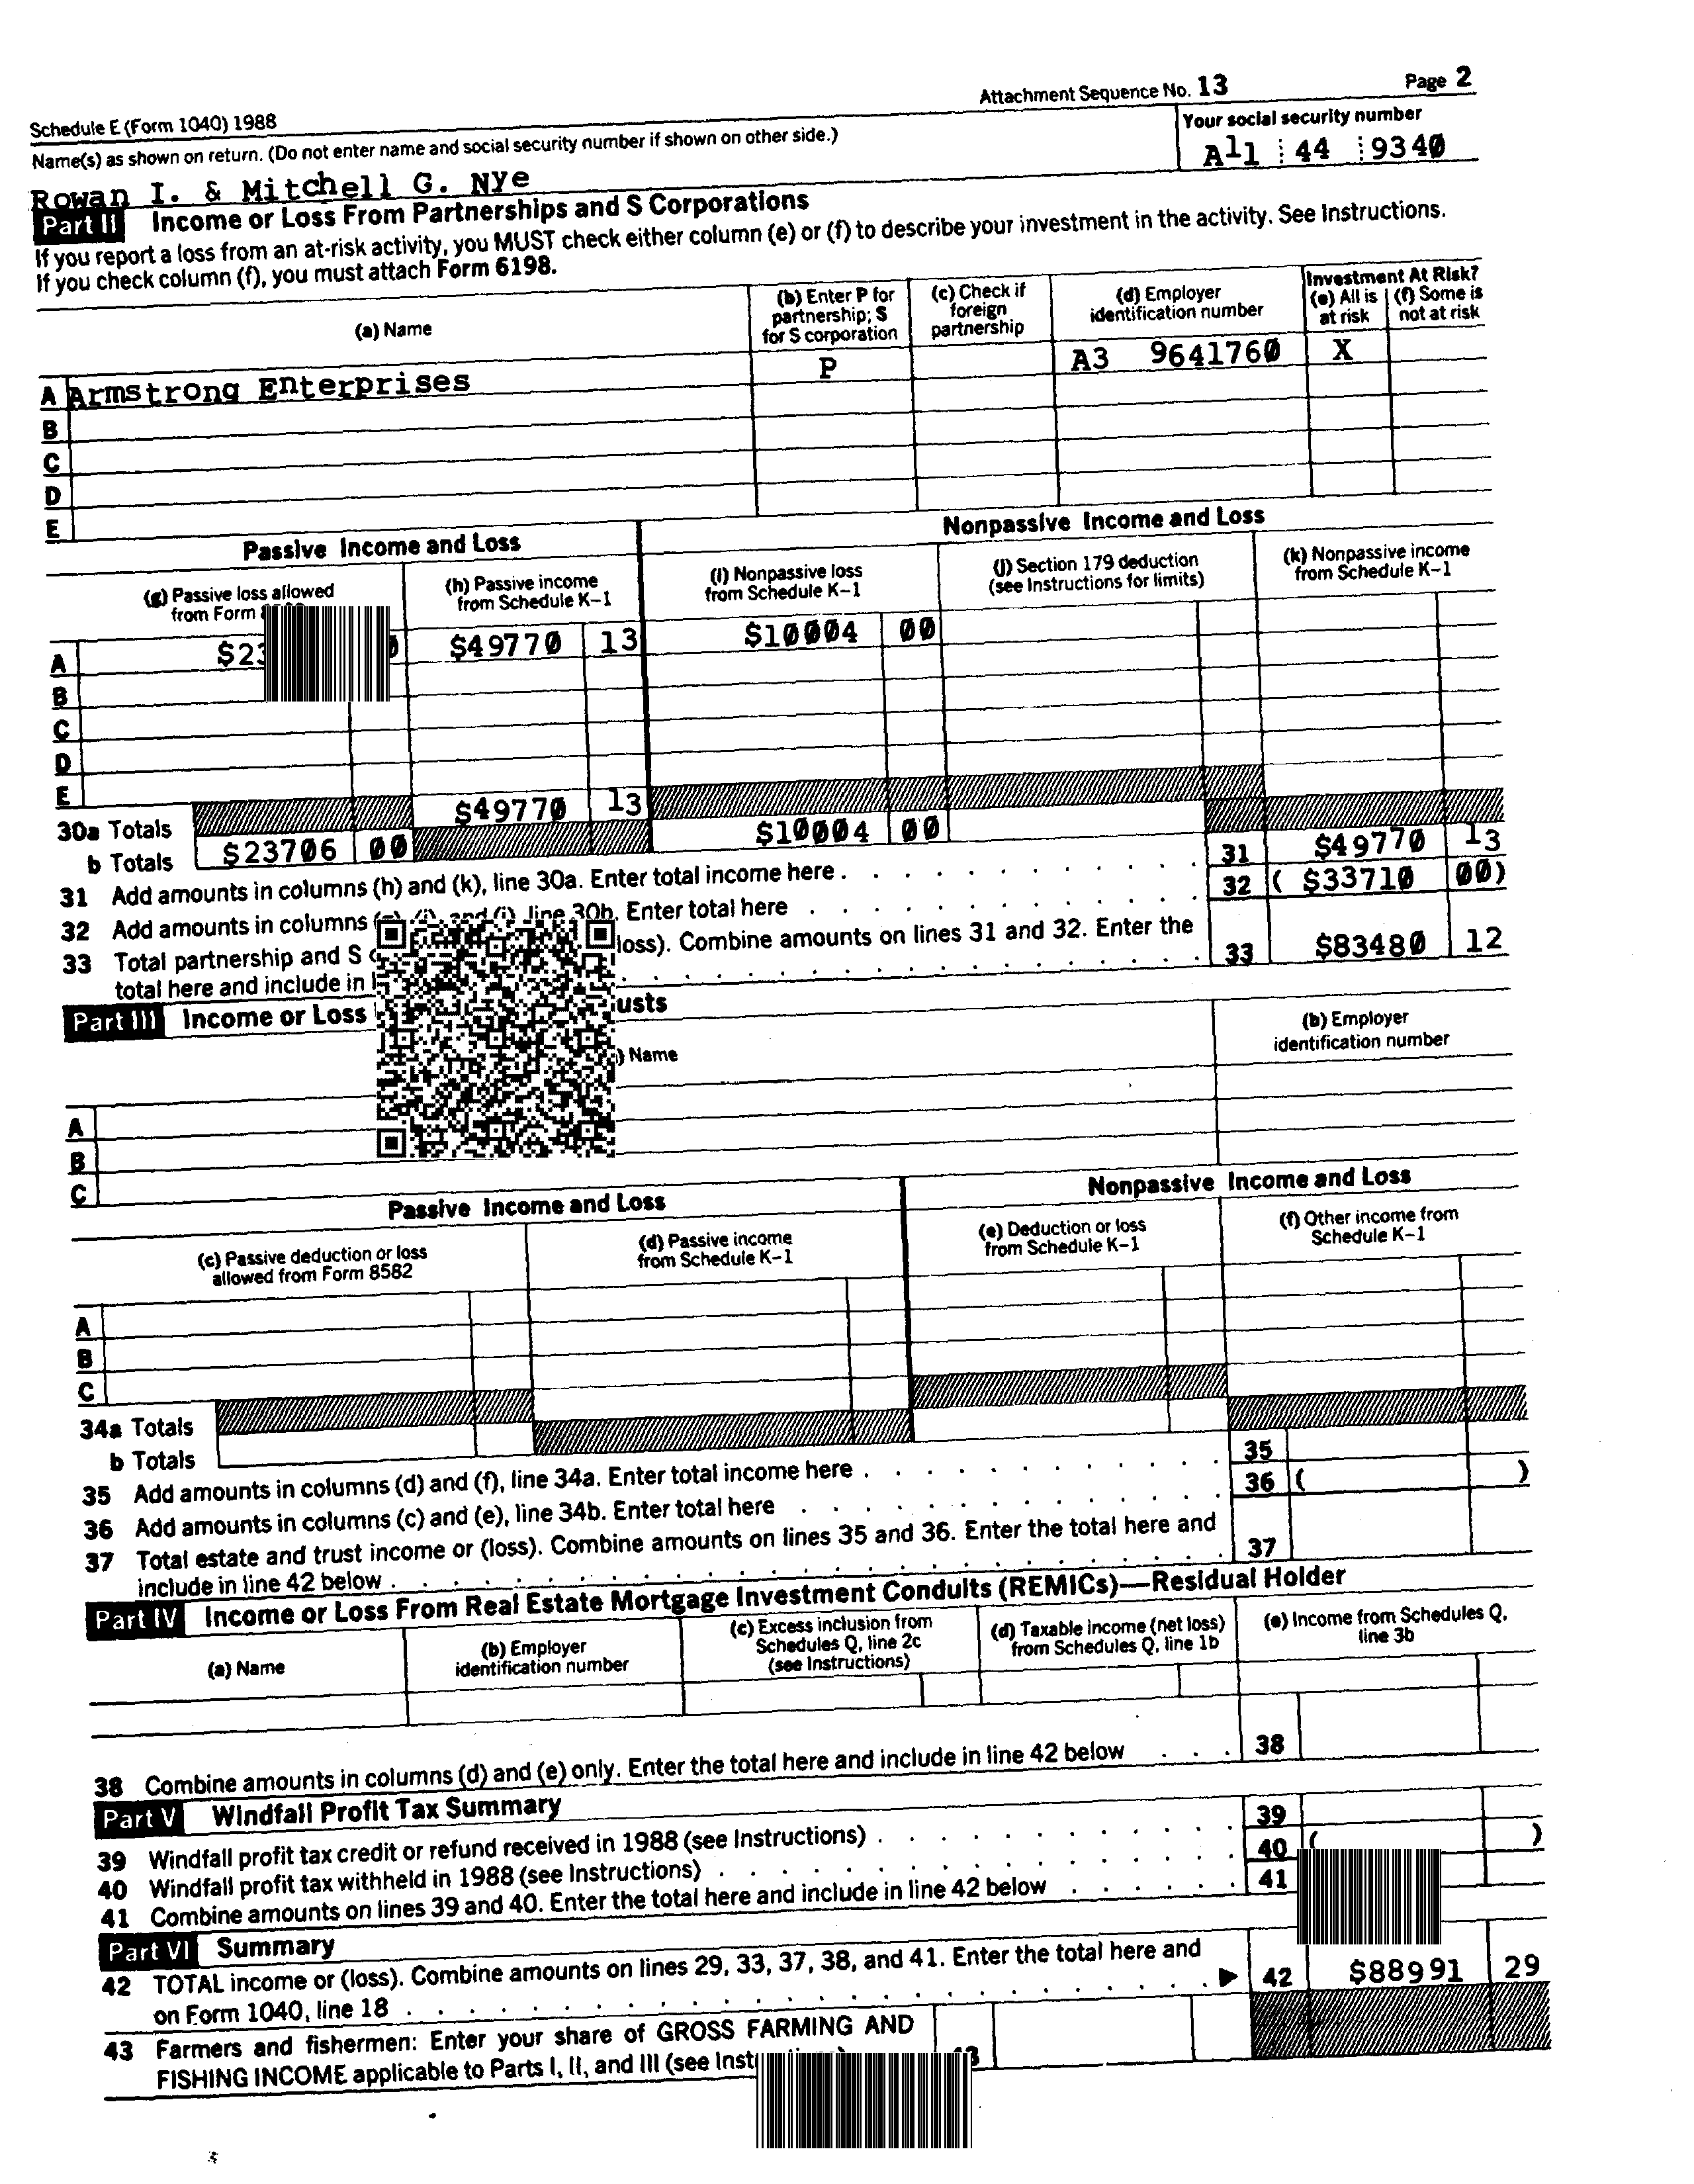 Attachment Sequence No. 13 Page 2
Schedule E (Form 1040) 1988
Name(s) as shown on return. (Do not enter name and social security number if shown on other side.)
Your social security number
Rowan I. & Mitchell G. Nye
A11 44 9340
Part II Income or Loss From Partnerships and S Corporations
If you report a loss from an at-risk activity, you MUST check either column (e) or (f) to describe your investment in the activity. See Instructions.
If you check column (f), you must attach Form 6198.
(a) Name
(b) Enter P for partnership; S for S corporation
(c) Check if foreign partnership
(d) Employer identification number
Investment At Risk?
(e) All is at risk
(f) Some is not at risk
A Armstrong Enterprises P A3 9641760 X
B
C
D
E
Passive Income and Loss
Nonpassive Income and Loss
(g) Passive loss allowed from Form
(h) Passive income from Schedule K–1
(i) Nonpassive loss from Schedule K–1
(j) Section 179 deduction (see Instructions for limits)
(k) Nonpassive income from Schedule K–1
A $49770 13 $10004 00
B
C
D
E
30a Totals $49770 13
b Totals $23706 00 $10004 00
31 Add amounts in columns (h) and (k), line 30a. Enter total income here . 31 $49770 13
32 Add amounts in columns line 30b. Enter total here 32 ( $33710 00)
33 Total partnership and S loss). Combine amounts on lines 31 and 32. Enter the
total here and include in 33 $83480 12
Part III Income or Loss
Name
(b) Employer identification number
A
B
C
Passive Income and Loss
Nonpassive Income and Loss
(c) Passive deduction or loss allowed from Form 8582
(d) Passive income from Schedule K–1
(e) Deduction or loss from Schedule K–1
(f) Other income from Schedule K–1
A
B
C
34a Totals
b Totals
35 Add amounts in columns (d) and (f), line 34a. Enter total income here . 35
36 Add amounts in columns (c) and (e), line 34b. Enter total here 36 ( )
37 Total estate and trust income or (loss). Combine amounts on lines 35 and 36. Enter the total here and
include in line 42 below . 37
Part IV Income or Loss From Real Estate Mortgage Investment Conduits (REMICs)—Residual Holder
(a) Name
(b) Employer identification number
(c) Excess inclusion from Schedules Q, line 2c (see Instructions)
(d) Taxable income (net loss) from Schedules Q, line 1b
(e) Income from Schedules Q, line 3b
38 Combine amounts in columns (d) and (e) only. Enter the total here and include in line 42 below . . . 38
Part V Windfall Profit Tax Summary
39 Windfall profit tax credit or refund received in 1988 (see Instructions) . 39
40 Windfall profit tax withheld in 1988 (see Instructions) . 40 ( )
41 Combine amounts on lines 39 and 40. Enter the total here and include in line 42 below 41
Part VI Summary
42 TOTAL income or (loss). Combine amounts on lines 29, 33, 37, 38, and 41. Enter the total here and
on Form 1040, line 18 . ▶ 42 $88991 29
43 Farmers and fishermen: Enter your share of GROSS FARMING AND
FISHING INCOME applicable to Parts I, II, and III (see